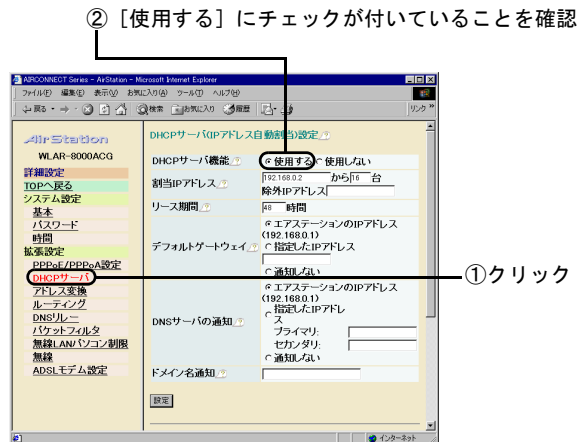 ②［使用する］にチェックが付いていることを確認
AIRCONNECT Series - AirStation - Microsoft Internet Explorer
ファイル(F) 編集(E) 表示(V) お気に入り(A) ツール(T) ヘルプ(H)
戻る 検索 お気に入り 履歴 リンク »
AirStation
WLAR-8000ACG
詳細設定
TOPへ戻る
システム設定
基本
パスワード
時間
拡張設定
PPPoE/PPPoA設定
DHCPサーバ
アドレス変換
ルーティング
DNSリレー
パケットフィルタ
無線LANパソコン制限
無線
ADSLモデム設定
DHCPサーバ(IPアドレス自動割当)設定 ?
DHCPサーバ機能 ? 使用する 使用しない
割当IPアドレス ? 192.168.0.2 から 16 台
除外IPアドレス
リース期間 ? 48 時間
デフォルトゲートウェイ ? エアステーションのIPアドレス
(192.168.0.1)
指定したIPアドレス
通知しない
DNSサーバの通知 ? エアステーションのIPアドレス
(192.168.0.1)
指定したIPアドレ
ス
プライマリ:
セカンダリ:
通知しない
ドメイン名通知 ?
設定
インターネット
①クリック